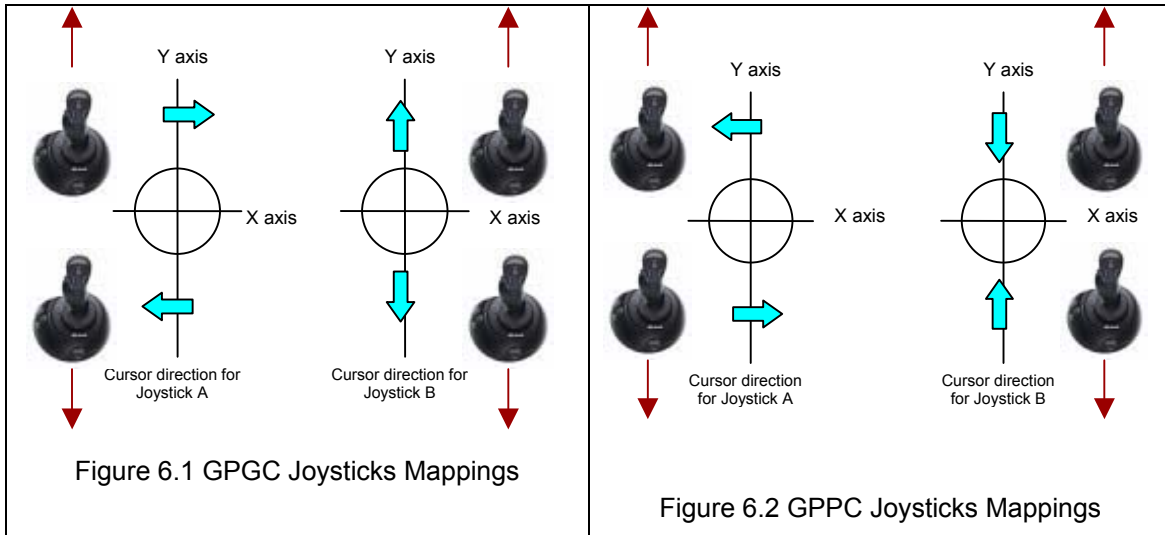 Y axis
Y axis
X axis
X axis
Cursor direction for
Joystick A
Cursor direction for
Joystick B
Figure 6.1 GPGC Joysticks Mappings
Y axis
Y axis
X axis
X axis
Cursor direction
for Joystick A
Cursor direction
for Joystick B
Figure 6.2 GPPC Joysticks Mappings